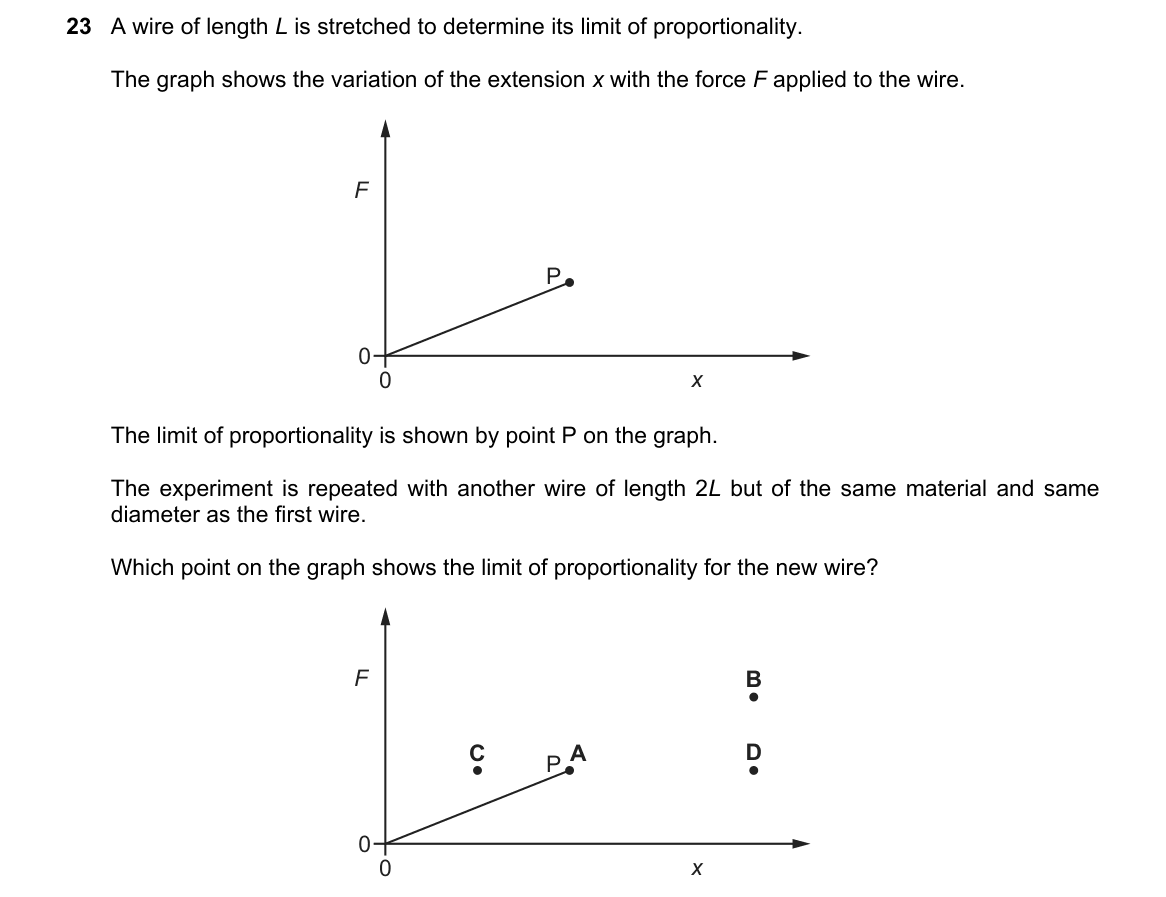 23 A wire of length L is stretched to determine its limit of proportionality.
The graph shows the variation of the extension x with the force F applied to the wire.
F
P
0
0
x
The limit of proportionality is shown by point P on the graph.
The experiment is repeated with another wire of length 2L but of the same material and same
diameter as the first wire.
Which point on the graph shows the limit of proportionality for the new wire?
F
B
C
P
A
D
0
0
x